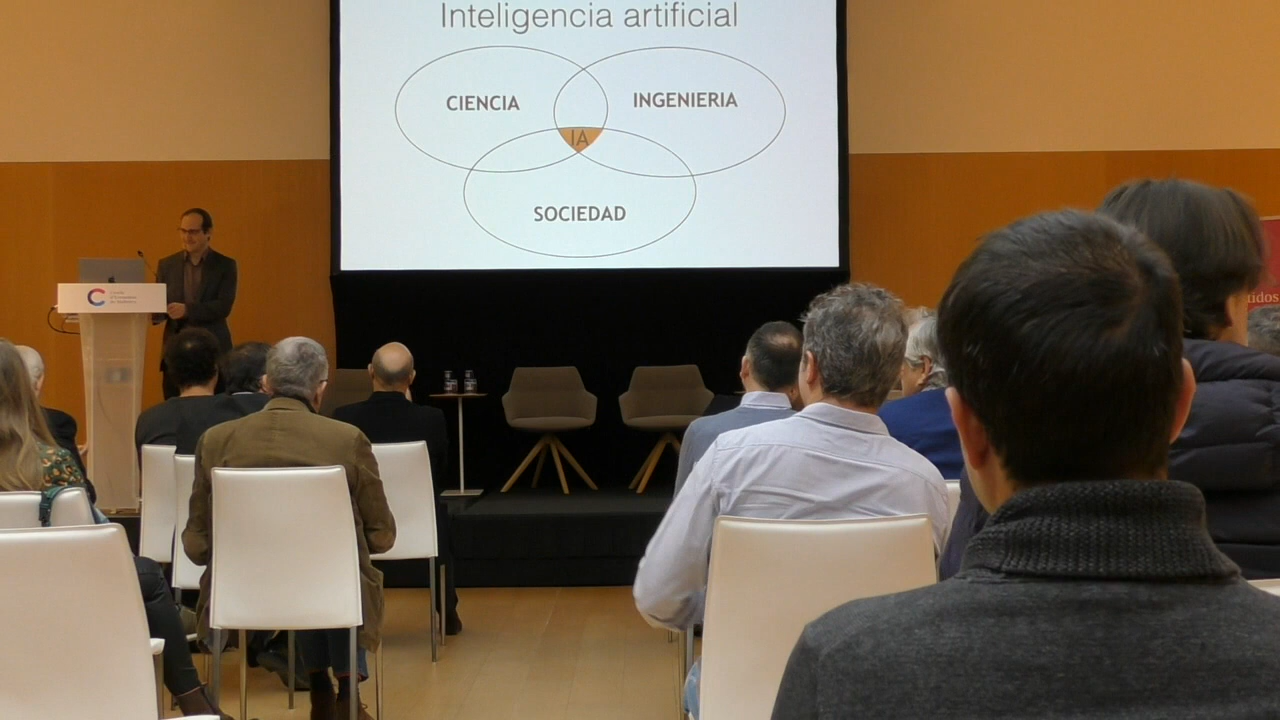 Inteligencia artificial
CIENCIA
INGENIERIA
IA
SOCIEDAD
C